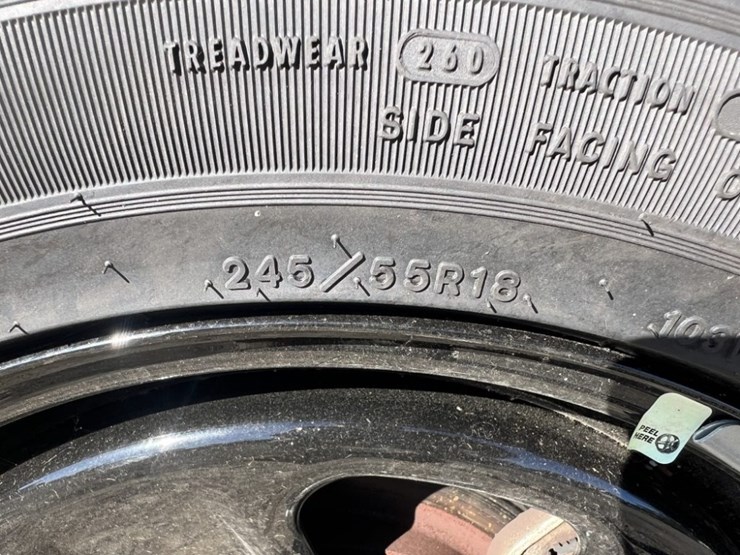 TREADWEAR 260 TRACTION
SIDE FACING
245/55R18
PEEL
HERE